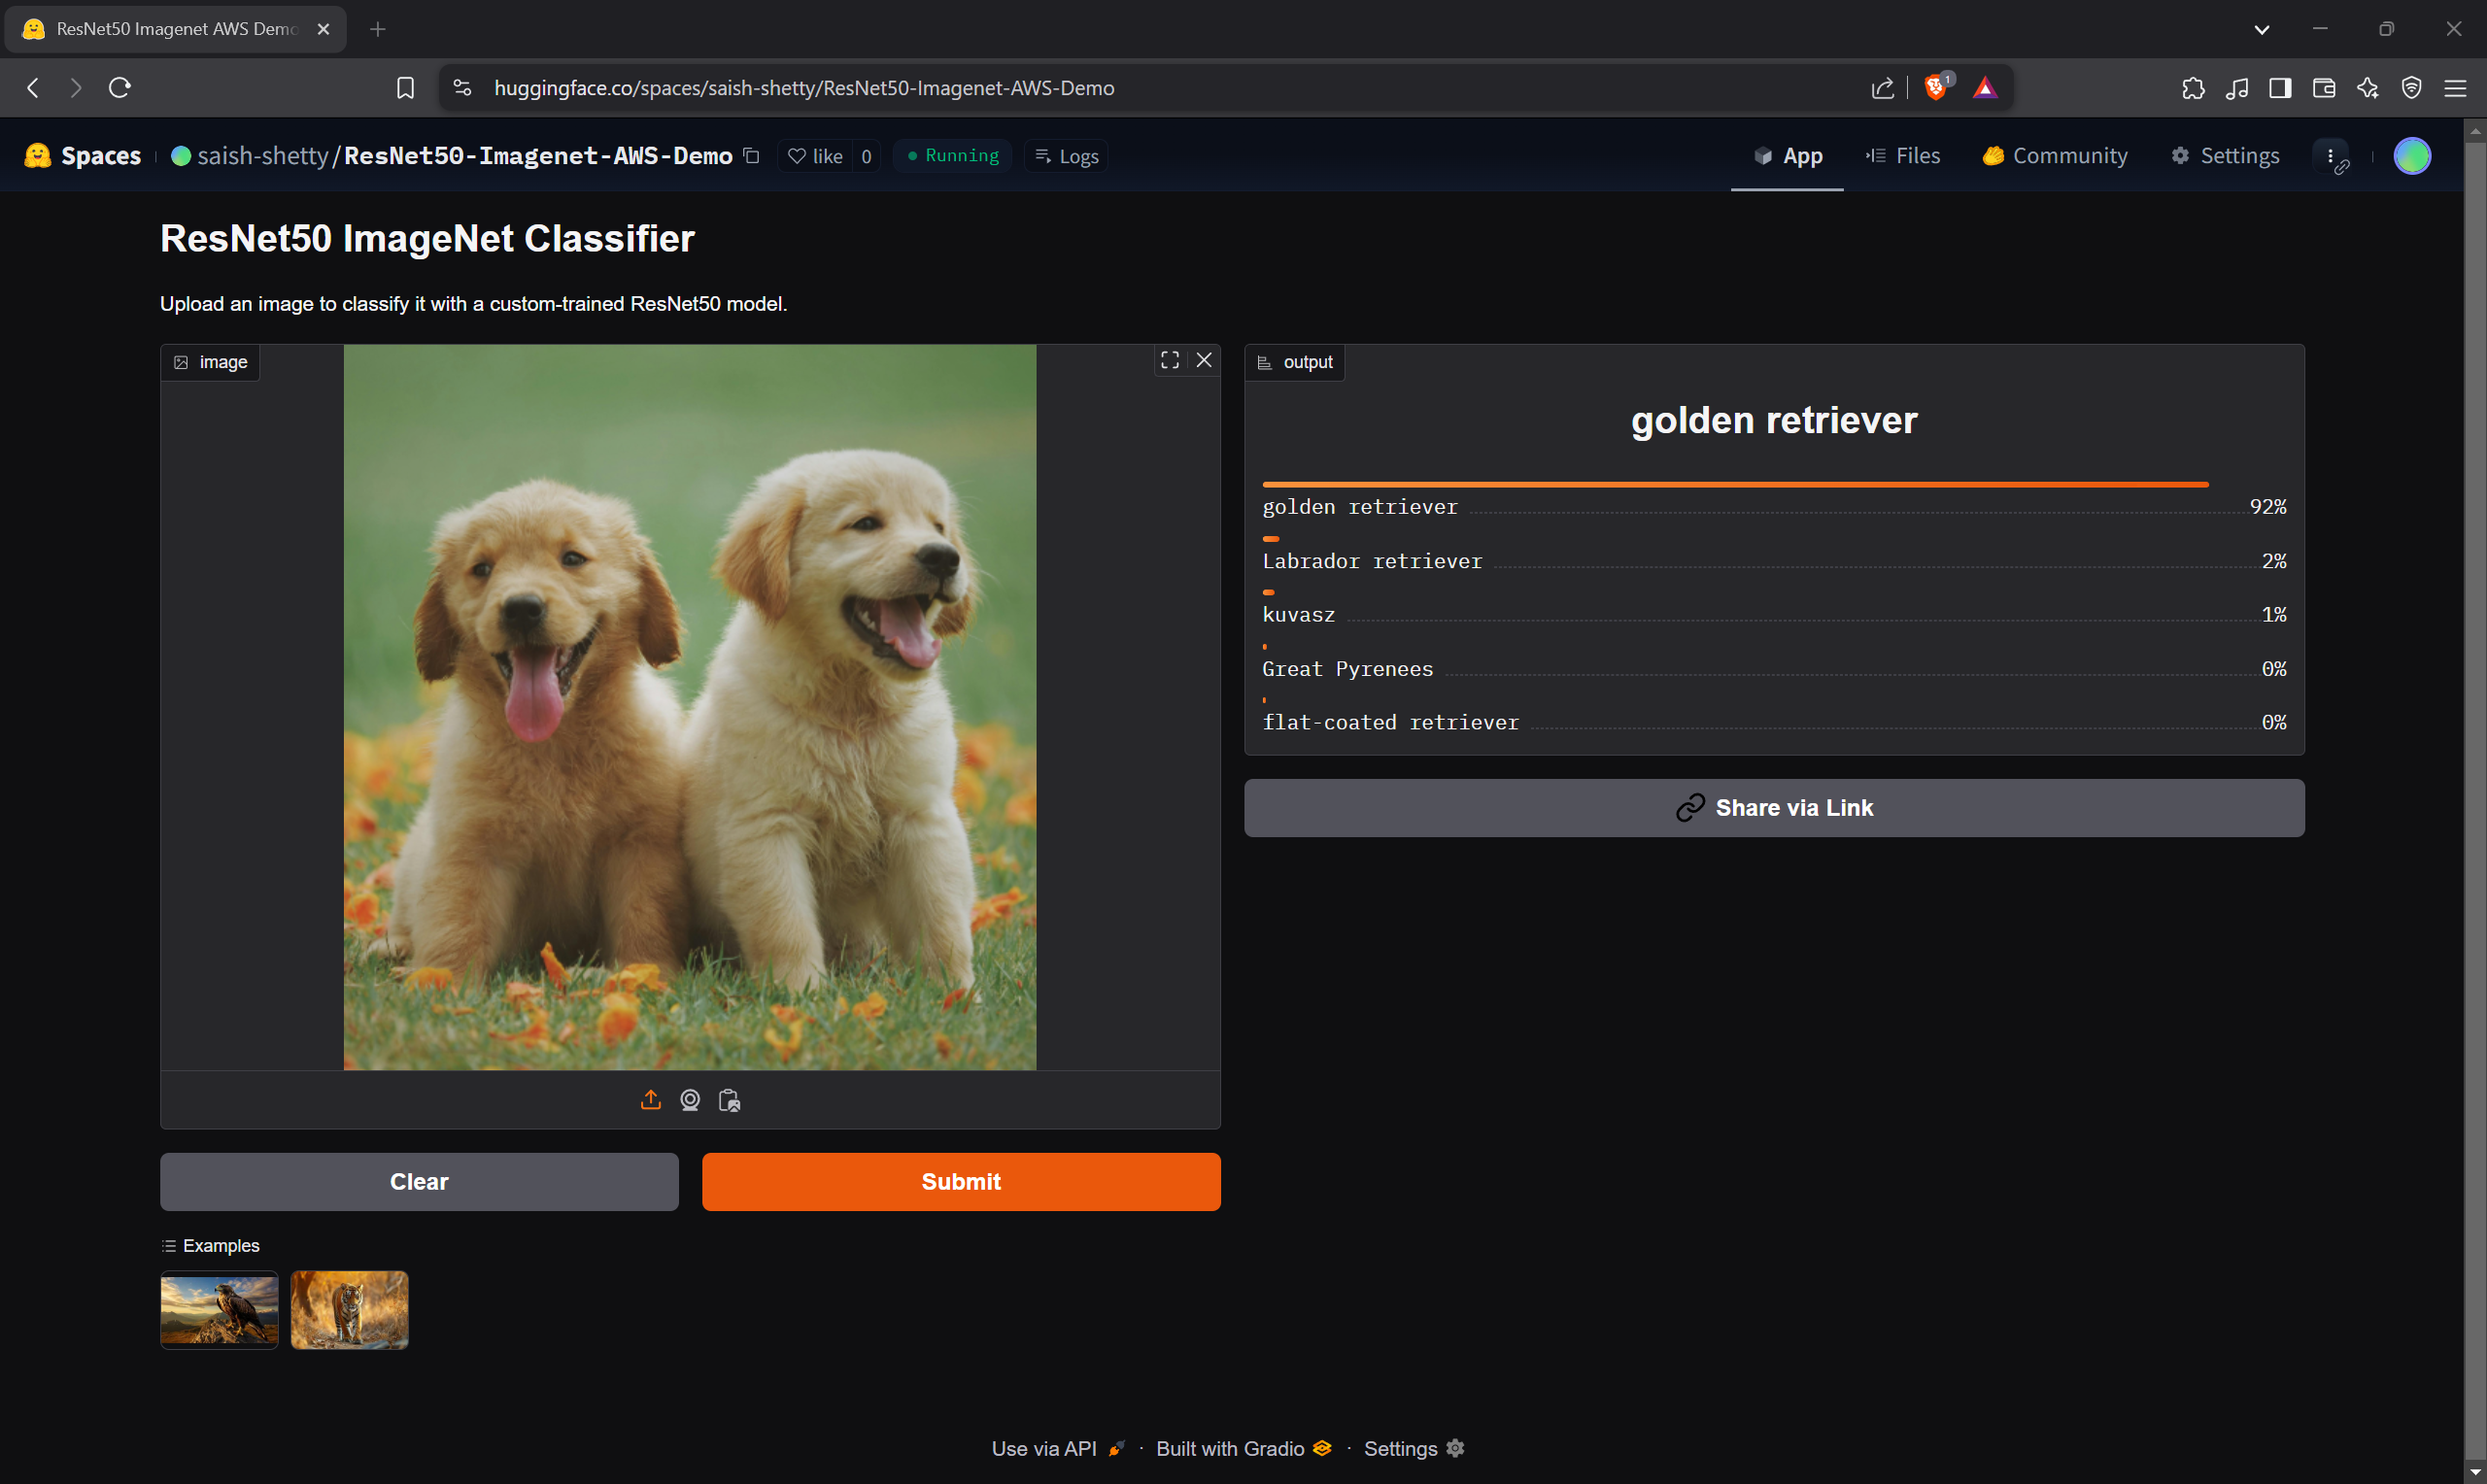 ResNet50 Imagenet AWS Demo
huggingface.co/spaces/saish-shetty/ResNet50-Imagenet-AWS-Demo
1
Spaces saish-shetty/ResNet50-Imagenet-AWS-Demo like 0 Running Logs App Files Community Settings
ResNet50 ImageNet Classifier
Upload an image to classify it with a custom-trained ResNet50 model.
image
output
golden retriever
golden retriever 92%
Labrador retriever 2%
kuvasz 1%
Great Pyrenees 0%
flat-coated retriever 0%
Share via Link
Clear Submit
Examples
Use via API · Built with Gradio · Settings